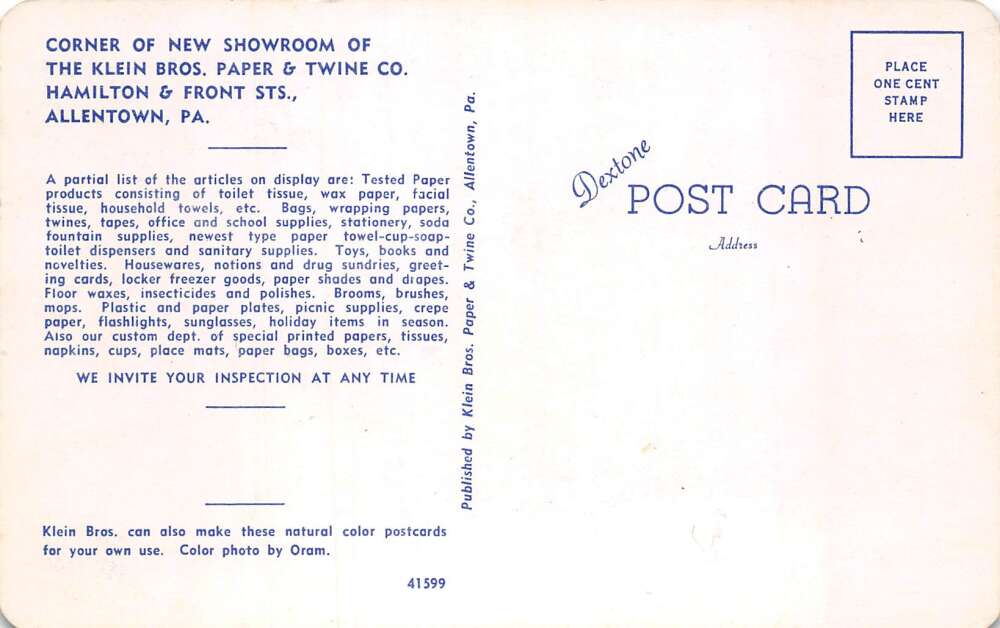 CORNER OF NEW SHOWROOM OF
THE KLEIN BROS. PAPER & TWINE CO.
HAMILTON & FRONT STS.,
ALLENTOWN, PA.
A partial list of the articles on display are: Tested Paper
products consisting of toilet tissue, wax paper, facial
tissue, household towels, etc. Bags, wrapping papers,
twines, tapes, office and school supplies, stationery, soda
fountain supplies, newest type paper towel-cup-soap-
toilet dispensers and sanitary supplies. Toys, books and
novelties. Housewares, notions and drug sundries, greet-
ing cards, locker freezer goods, paper shades and drapes.
Floor waxes, insecticides and polishes. Brooms, brushes,
mops. Plastic and paper plates, picnic supplies, crepe
paper, flashlights, sunglasses, holiday items in season.
Also our custom dept. of special printed papers, tissues,
napkins, cups, place mats, paper bags, boxes, etc.
WE INVITE YOUR INSPECTION AT ANY TIME
Klein Bros. can also make these natural color postcards
for your own use. Color photo by Oram.
41599
Published by Klein Bros. Paper & Twine Co., Allentown, Pa.
Dextone
POST CARD
Address
PLACE
ONE CENT
STAMP
HERE